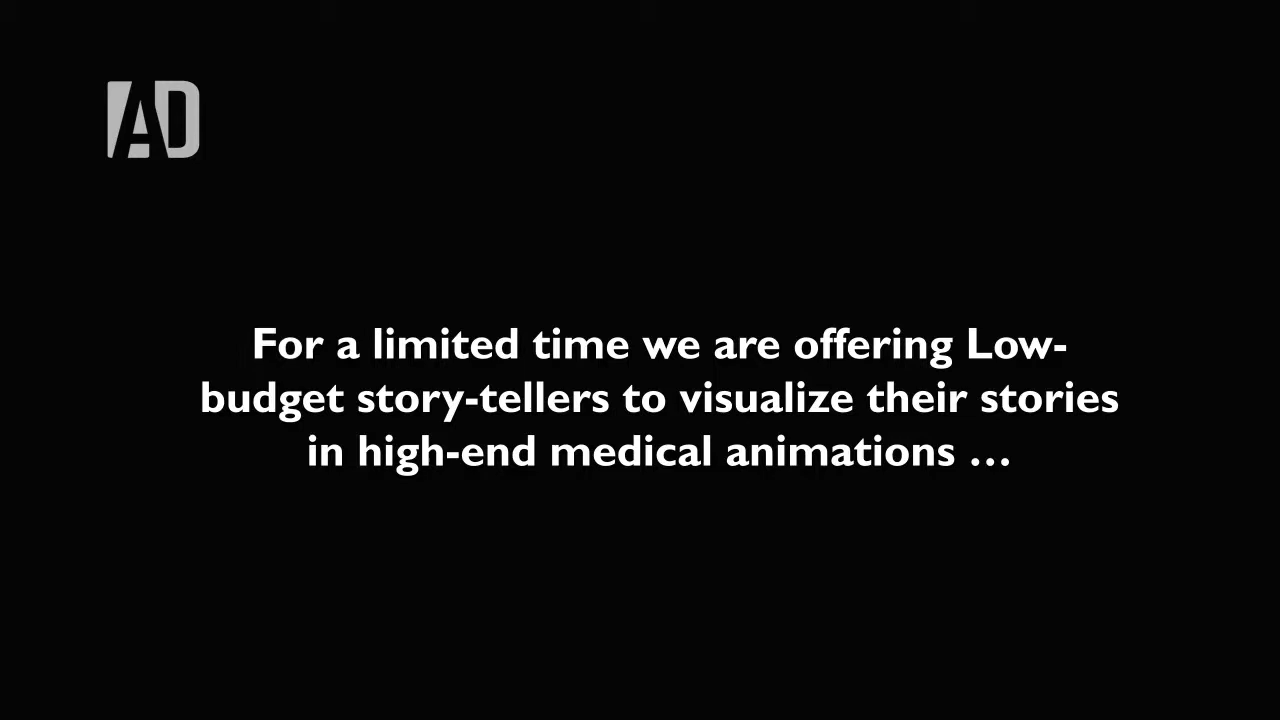 AD
For a limited time we are offering Low-
budget story-tellers to visualize their stories
in high-end medical animations …